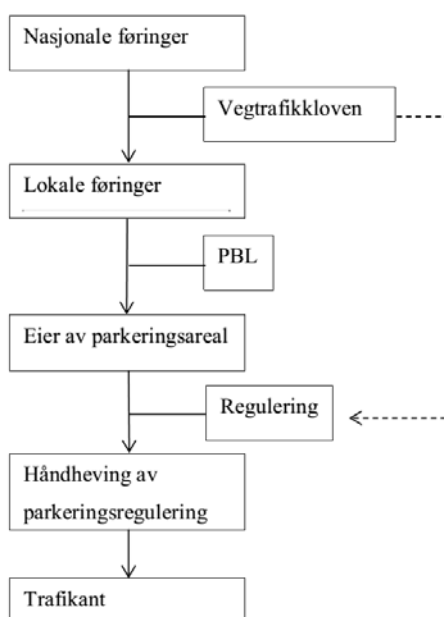 Nasjonale føringer
Vegtrafikkloven
Lokale føringer
PBL
Eier av parkeringsareal
Regulering
Håndheving av
parkeringsregulering
Trafikant